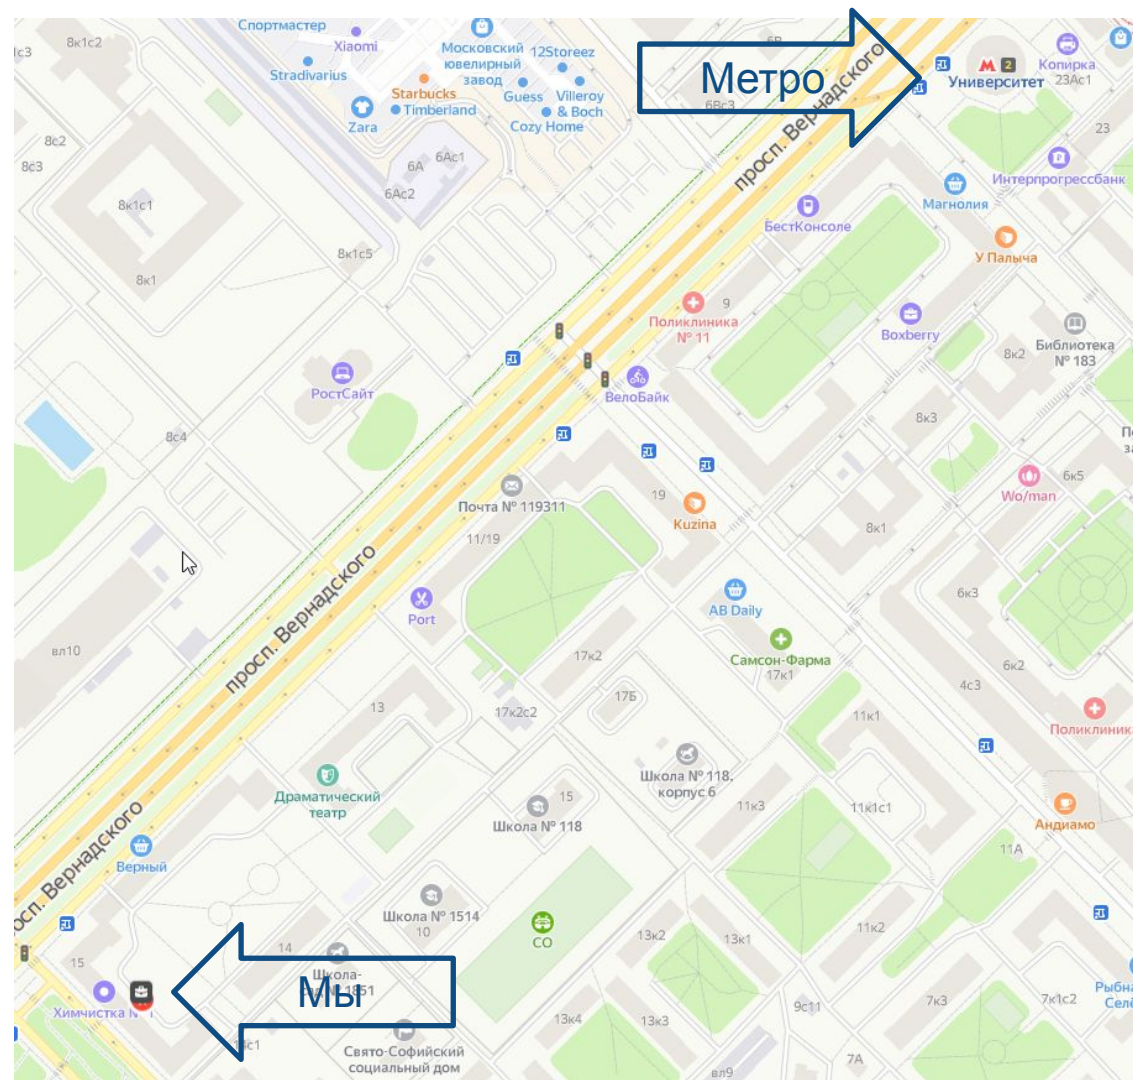 Спортмастер
8к1с2
Xiaomi
Московский
ювелирный
завод
12Storeez
Stradivarius
Starbucks
Timberland
Guess
Villeroy
& Boch
Cozy Home
Zara
6В
Метро
6Вс3
просп. Вернадского
М 2
Университет
Копирка
23Ас1
23
8с2
8с3
6А
6Ас1
6Ас2
8к1с1
8к1с5
8к1
Интерпрогрессбанк
Магнолия
БестКонсоле
У Палыча
9
Поликлиника
№ 11
Boxberry
Библиотека
№ 183
8к2
РостСайт
ВелоБайк
8к3
8с4
6к5
Wo/man
Почта № 119311
19
Kuzina
8к1
11/19
просп. Вернадского
Port
AB Daily
6к3
вл10
17к2
Самсон-Фарма
17к1
6к2
4с3
17Б
13
17к2с2
11к1
Поликлиник
Школа № 118,
корпус 6
Драматический
театр
15
Школа № 118
11к3
11к1с1
Андиамо
11А
Верный
Школа № 1514
10
СО
13к2
13к1
11к2
14
15
Мы
Химчистка № 1
9с11
7к3
7к1с2
13к4
13к3
Свято-Софийский
социальный дом
7А
вл9